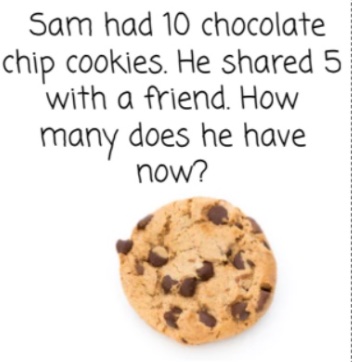 Sam had 10 chocolate
chip cookies. He shared 5
with a friend. How
many does he have
now?